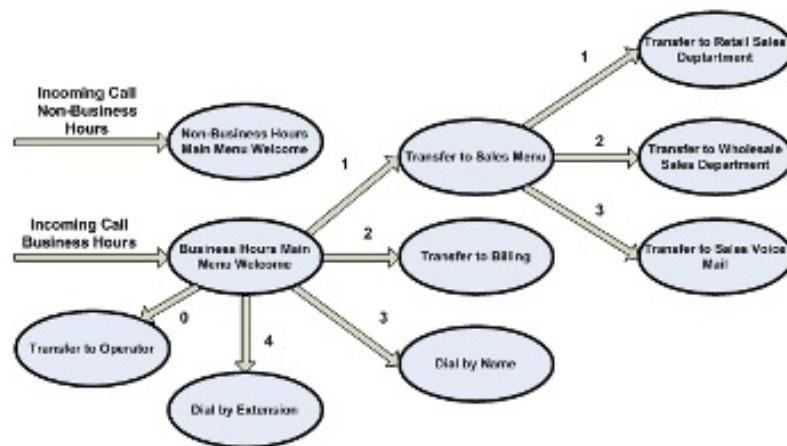 Incoming Call
Non-Business
Hours
Non-Business Hours
Main Menu Welcome
Incoming Call
Business Hours
Business Hours Main
Menu Welcome
1
Transfer to Sales Menu
1
Transfer to Retail Sales
Deptartment
2
Transfer to Wholesale
Sales Department
3
Transfer to Sales Voice
Mail
2
Transfer to Billing
3
Dial by Name
4
Dial by Extension
0
Transfer to Operator